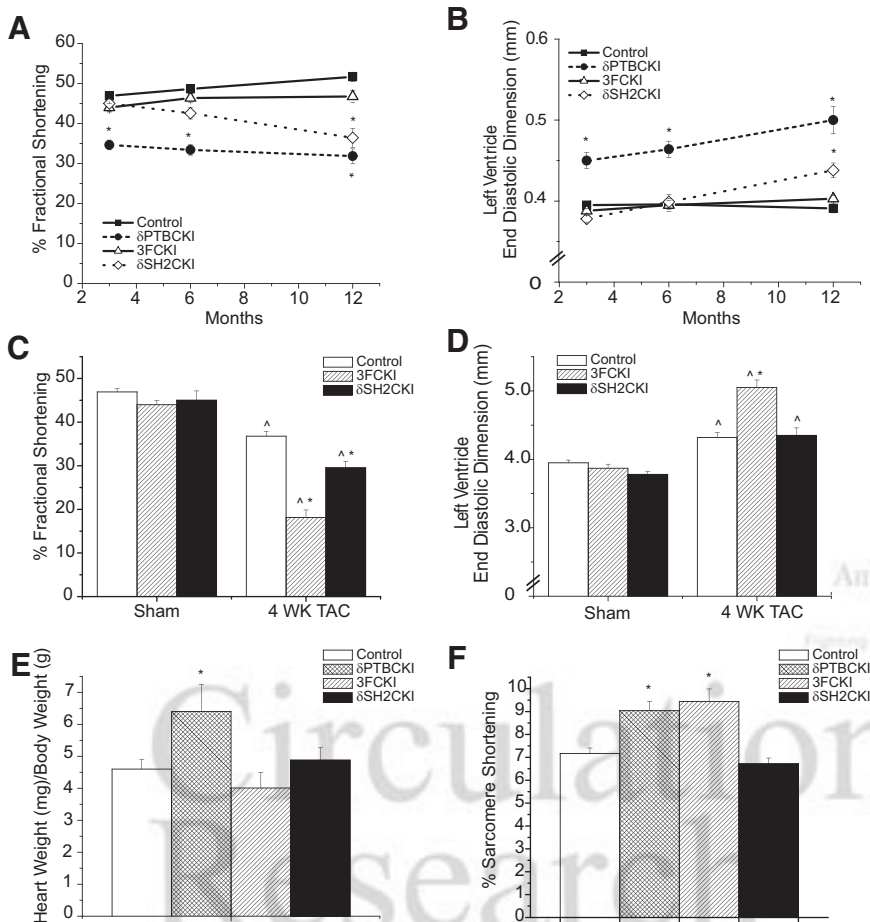 A
% Fractional Shortening
60
50
40
30
20
10
0
2 4 6 8 10 12
Months
Control
δPTBCKI
3FCKI
δSH2CKI
* * * *
B
Left Ventricle
End Diastolic Dimension (mm)
0.6
0.5
0.4
0
2 4 6 8 10 12
Months
Control
δPTBCKI
3FCKI
δSH2CKI
* * * *
C
% Fractional Shortening
50
40
30
20
10
0
Sham 4 WK TAC
Control
3FCKI
δSH2CKI
^ ^ * ^ *
D
Left Ventricle
End Diastolic Dimension (mm)
5.0
4.0
3.0
0
Sham 4 WK TAC
Control
3FCKI
δSH2CKI
^ ^ * ^
E
Heart Weight (mg)/Body Weight (g)
7
6
5
4
3
2
1
0
Control
δPTBCKI
3FCKI
δSH2CKI
*
F
% Sarcomere Shortening
10
9
8
7
6
5
4
3
2
1
0
Control
δPTBCKI
3FCKI
δSH2CKI
* *
Circulation
Research